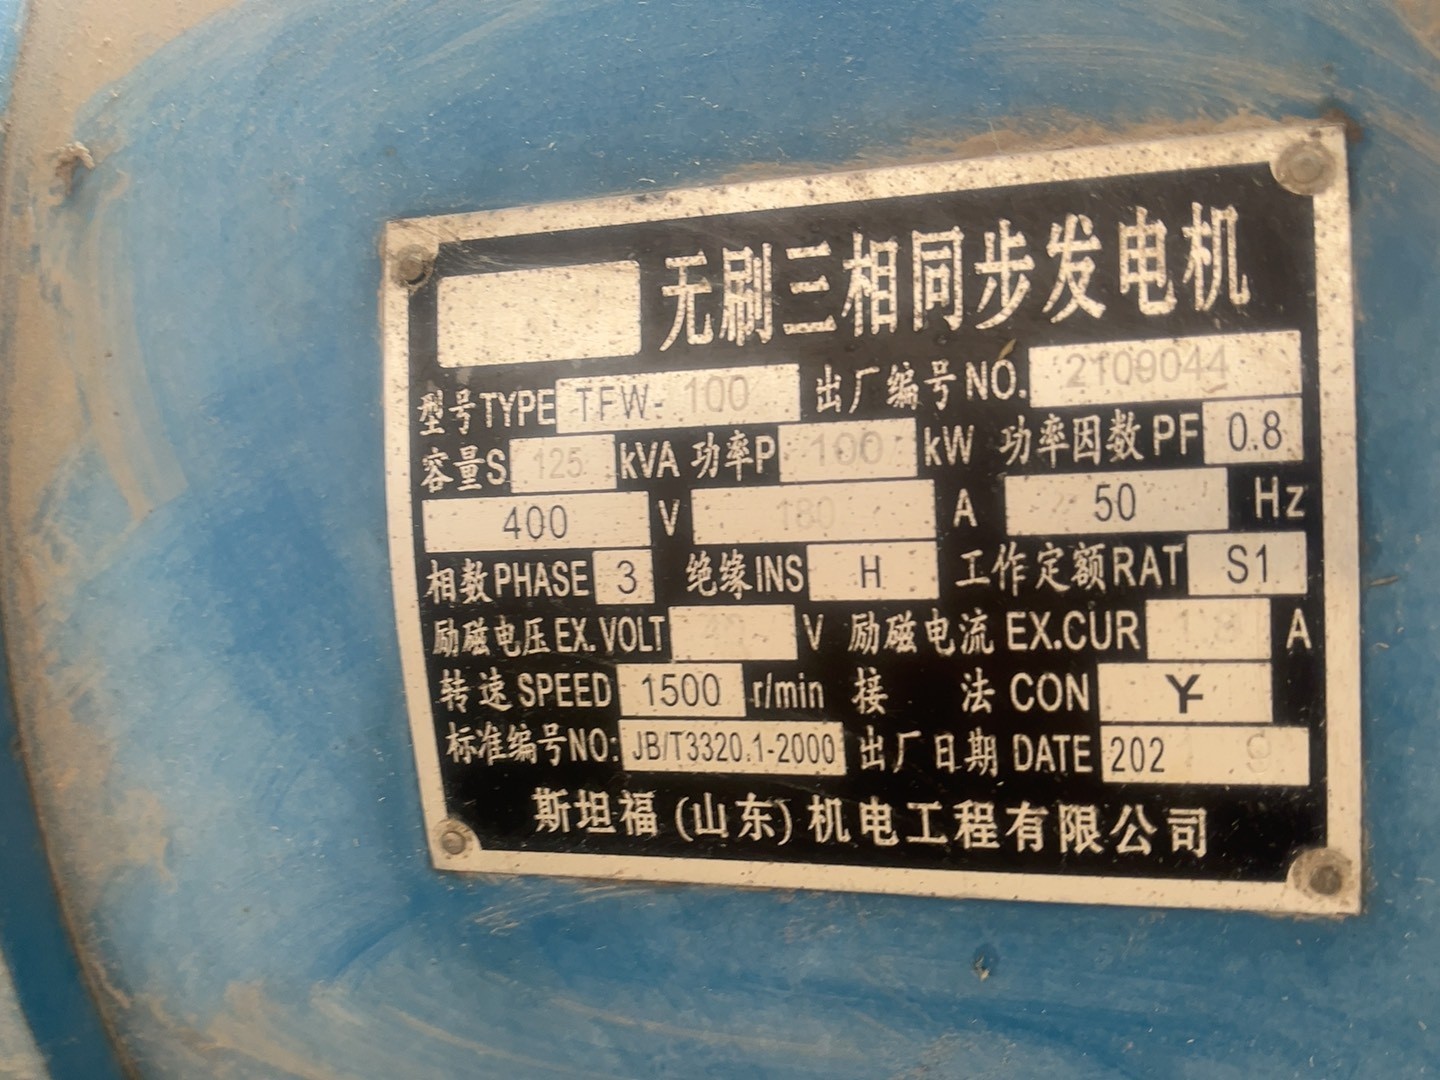 无刷三相同步发电机
型号TYPE TFW-100 出厂编号NO. 2109044
容量S 125 kVA 功率P 100 kW 功率因数PF 0.8
400 V 180 A 50 Hz
相数PHASE 3 绝缘INS H 工作定额RAT S1
励磁电压EX.VOLT V 励磁电流EX.CUR A
转速SPEED 1500 r/min 接法CON Y
标准编号NO: JB/T3320.1-2000 出厂日期DATE 202 9
斯坦福(山东)机电工程有限公司